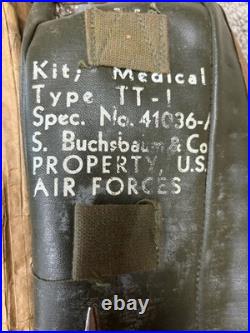 Kit; Medical
Type TT-1
Spec. No. 41036-A
S. Buchsbaum & Co
PROPERTY, U.S.
AIR FORCES